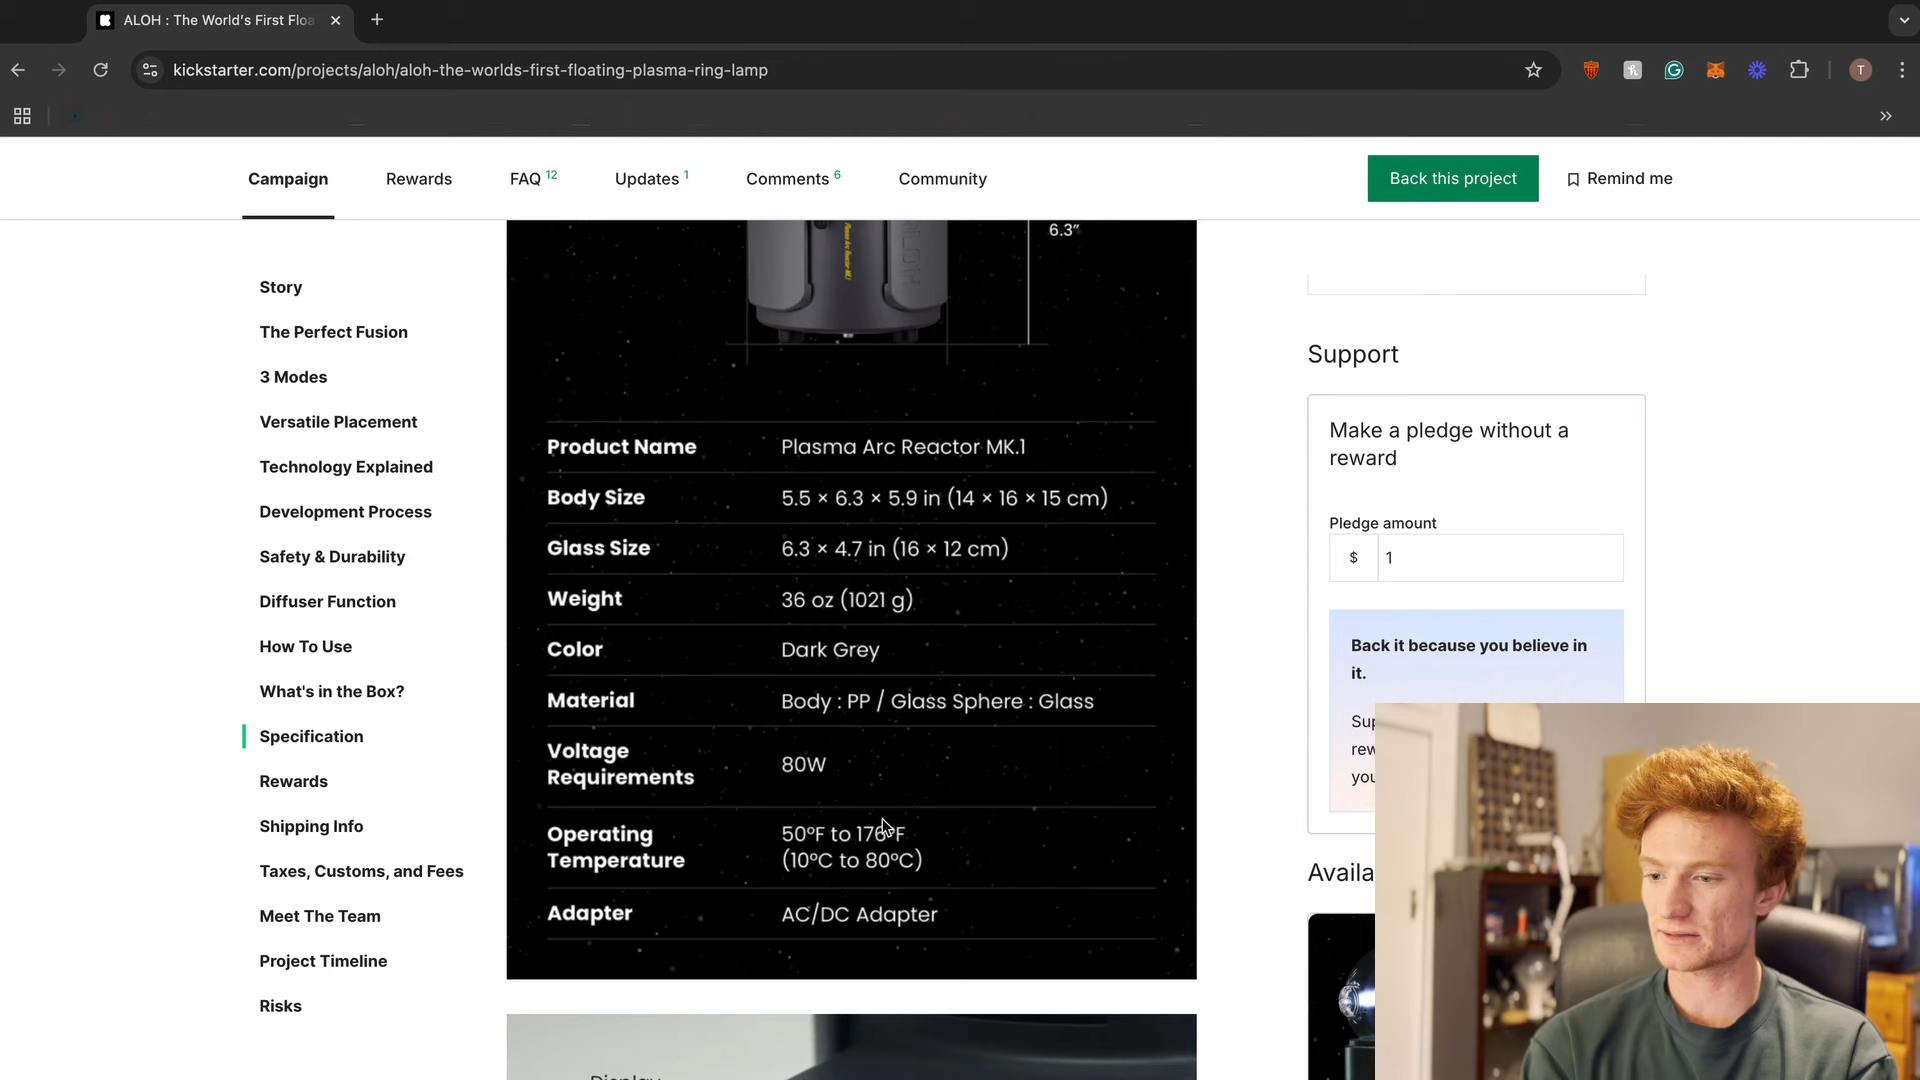 ALOH : The World's First Floa
kickstarter.com/projects/aloh/aloh-the-worlds-first-floating-plasma-ring-lamp
T
Campaign
Rewards
FAQ 12
Updates 1
Comments 6
Community
Back this project
Remind me
Story
The Perfect Fusion
3 Modes
Versatile Placement
Technology Explained
Development Process
Safety & Durability
Diffuser Function
How To Use
What's in the Box?
Specification
Rewards
Shipping Info
Taxes, Customs, and Fees
Meet The Team
Project Timeline
Risks
Plasma Arc Reactor MK.1
ALOH
6.3”
Product Name Plasma Arc Reactor MK.1
Body Size 5.5 × 6.3 × 5.9 in (14 × 16 × 15 cm)
Glass Size 6.3 × 4.7 in (16 × 12 cm)
Weight 36 oz (1021 g)
Color Dark Grey
Material Body : PP / Glass Sphere : Glass
Voltage
Requirements
80W
Operating
Temperature
50°F to 176°F
(10°C to 80°C)
Adapter AC/DC Adapter
Support
Make a pledge without a
reward
Pledge amount
$ 1
Back it because you believe in
it.